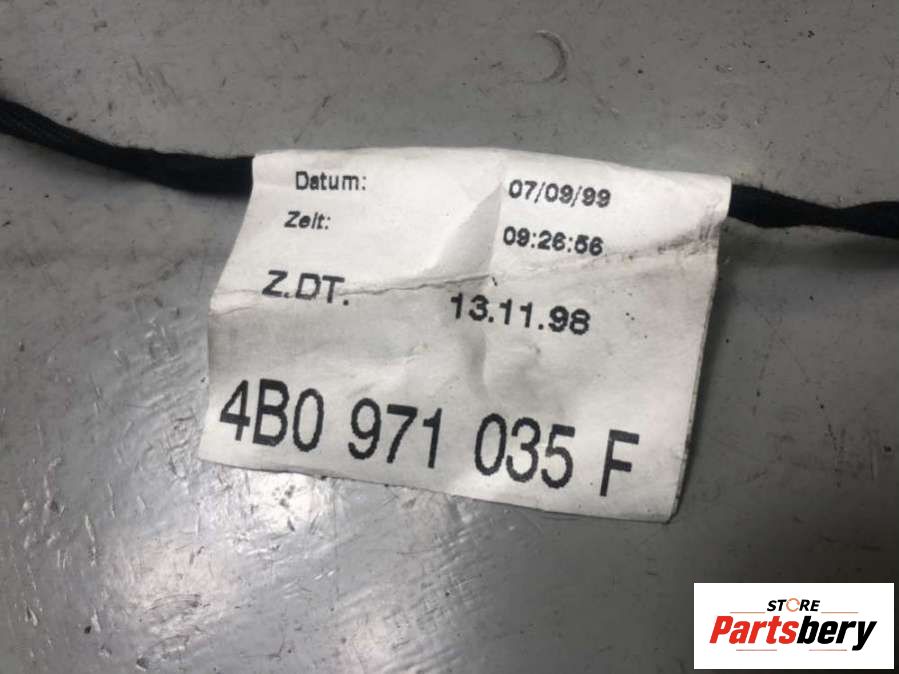 Datum: 07/09/99
Zeit: 09:26:56
Z.DT. 13.11.98
4B0 971 035 F
STORE
Partsbery